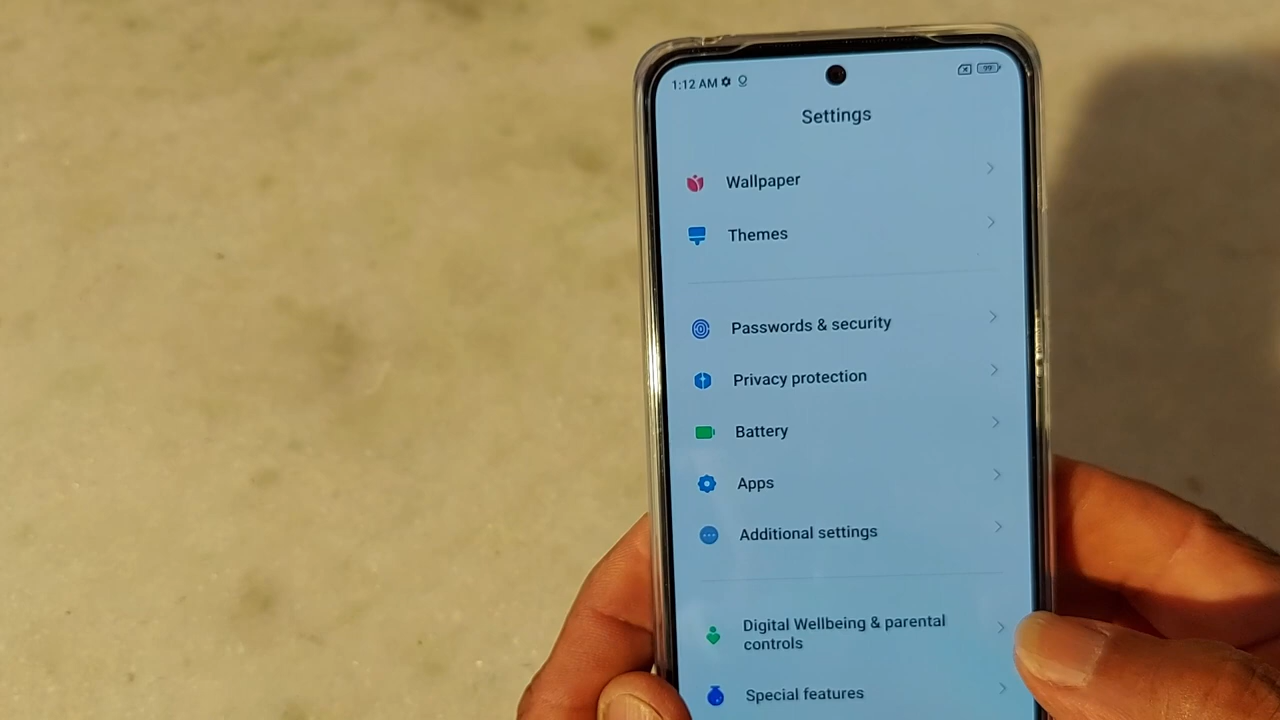 1:12 AM
99
Settings
Wallpaper
Themes
Passwords & security
Privacy protection
Battery
Apps
Additional settings
Digital Wellbeing & parental
controls
Special features